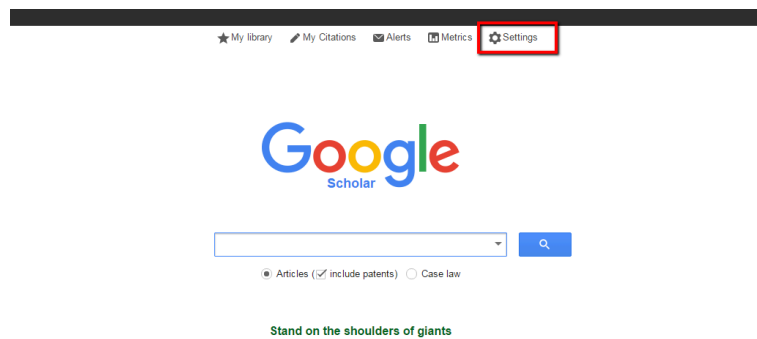 My library My Citations Alerts Metrics Settings
Google
Scholar
Articles (include patents) Case law
Stand on the shoulders of giants